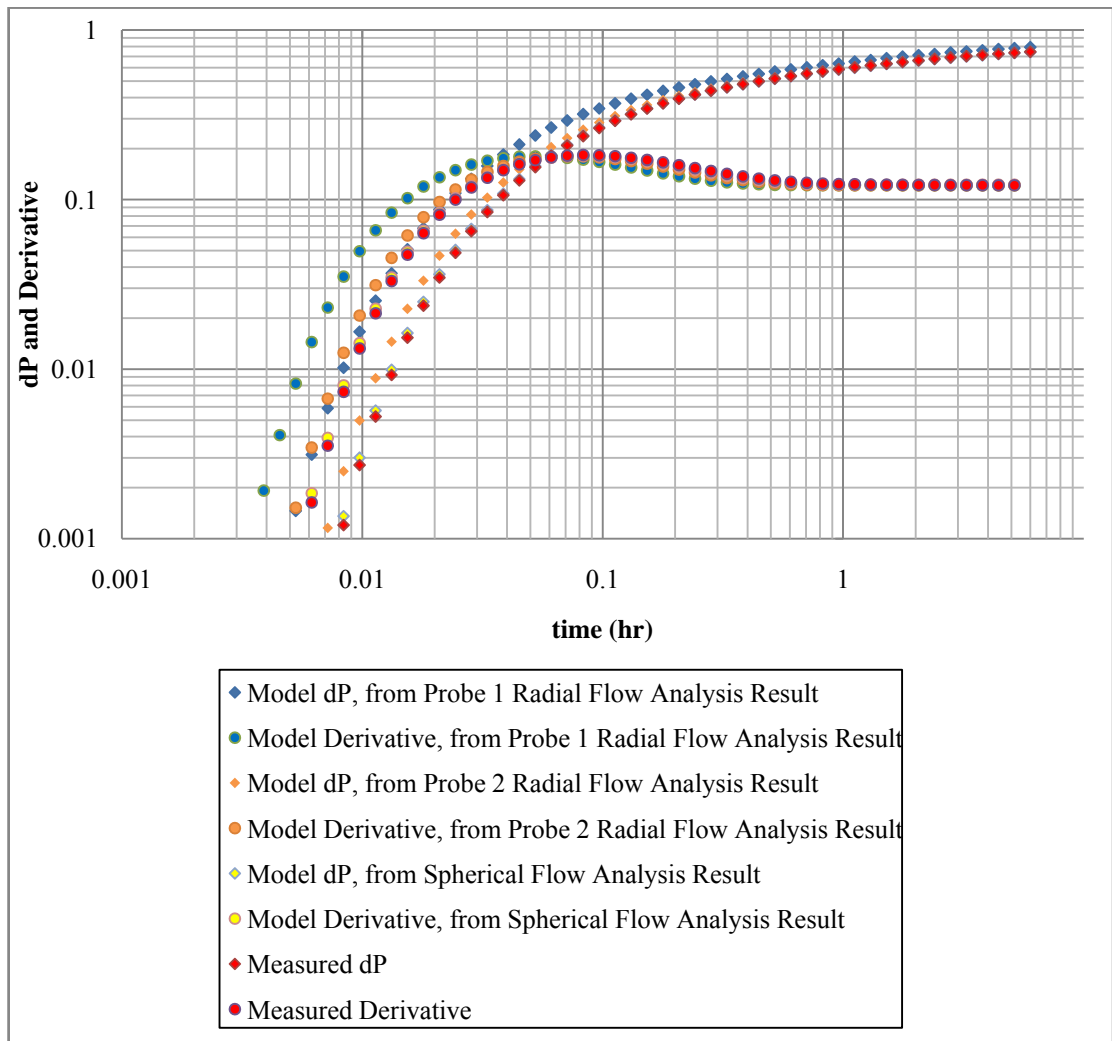 1
0.1
0.01
0.001
dP and Derivative
0.001
0.01
0.1
1
time (hr)
Model dP, from Probe 1 Radial Flow Analysis Result
Model Derivative, from Probe 1 Radial Flow Analysis Result
Model dP, from Probe 2 Radial Flow Analysis Result
Model Derivative, from Probe 2 Radial Flow Analysis Result
Model dP, from Spherical Flow Analysis Result
Model Derivative, from Spherical Flow Analysis Result
Measured dP
Measured Derivative